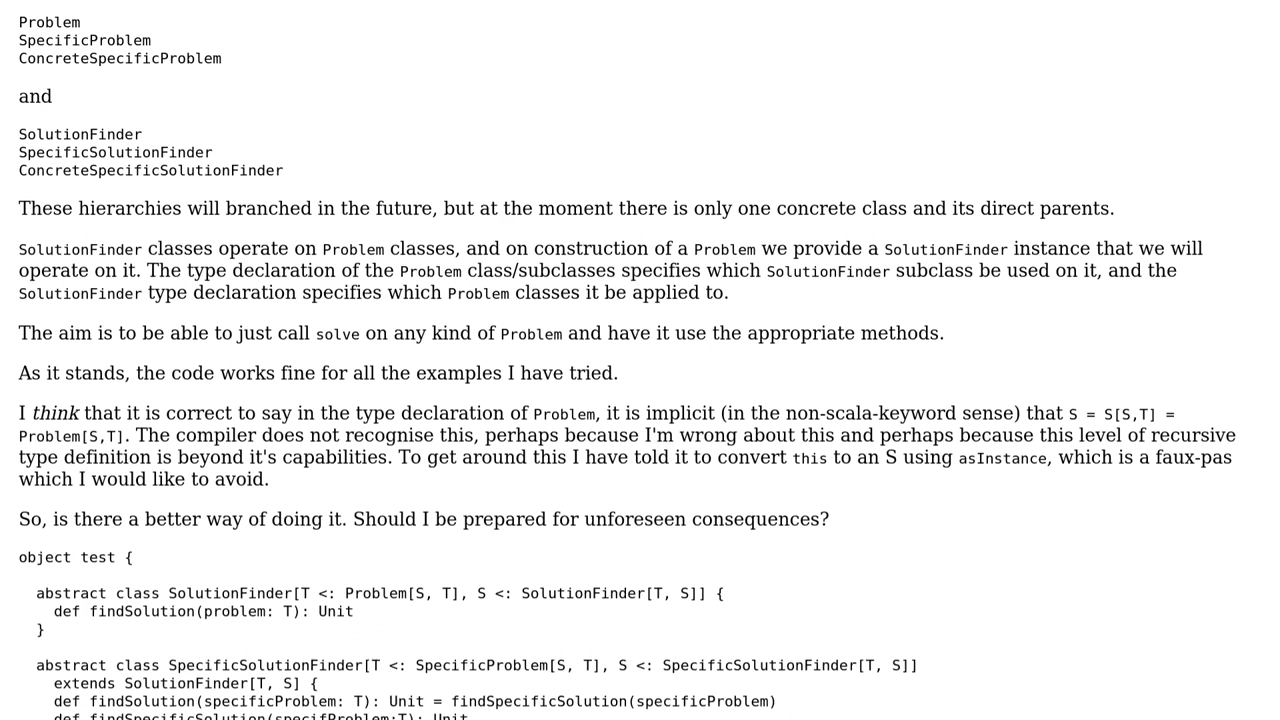 Problem
SpecificProblem
ConcreteSpecificProblem
and
SolutionFinder
SpecificSolutionFinder
ConcreteSpecificSolutionFinder
These hierarchies will branched in the future, but at the moment there is only one concrete class and its direct parents.
SolutionFinder classes operate on Problem classes, and on construction of a Problem we provide a SolutionFinder instance that we will
operate on it. The type declaration of the Problem class/subclasses specifies which SolutionFinder subclass be used on it, and the
SolutionFinder type declaration specifies which Problem classes it be applied to.
The aim is to be able to just call solve on any kind of Problem and have it use the appropriate methods.
As it stands, the code works fine for all the examples I have tried.
I think that it is correct to say in the type declaration of Problem, it is implicit (in the non-scala-keyword sense) that S = S[S,T] =
Problem[S,T]. The compiler does not recognise this, perhaps because I'm wrong about this and perhaps because this level of recursive
type definition is beyond it's capabilities. To get around this I have told it to convert this to an S using asInstance, which is a faux-pas
which I would like to avoid.
So, is there a better way of doing it. Should I be prepared for unforeseen consequences?
object test {
  abstract class SolutionFinder[T <: Problem[S, T], S <: SolutionFinder[T, S]] {
    def findSolution(problem: T): Unit
  }
  abstract class SpecificSolutionFinder[T <: SpecificProblem[S, T], S <: SpecificSolutionFinder[T, S]]
    extends SolutionFinder[T, S] {
    def findSolution(specificProblem: T): Unit = findSpecificSolution(specificProblem)
    def findSpecificSolution(specifProblem:T): Unit